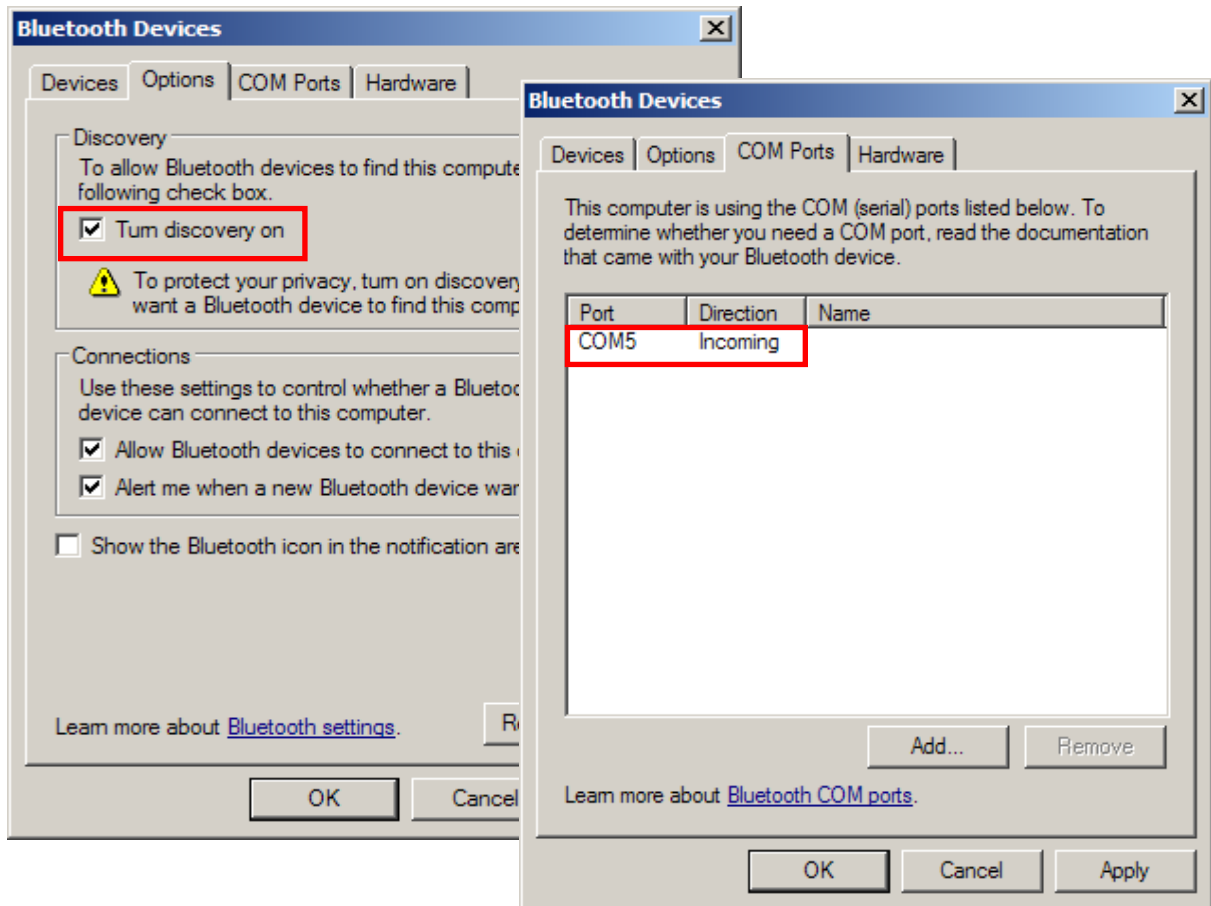 Bluetooth Devices
Devices Options COM Ports Hardware
Discovery
To allow Bluetooth devices to find this compute
following check box.
Turn discovery on
To protect your privacy, turn on discovery
want a Bluetooth device to find this comp
Connections
Use these settings to control whether a Bluetoo
device can connect to this computer.
Allow Bluetooth devices to connect to this
Alert me when a new Bluetooth device wan
Show the Bluetooth icon in the notification are
Learn more about Bluetooth settings.
OK Cancel
Bluetooth Devices
Devices Options COM Ports Hardware
This computer is using the COM (serial) ports listed below. To
determine whether you need a COM port, read the documentation
that came with your Bluetooth device.
Port Direction Name
COM5 Incoming
Add... Remove
Learn more about Bluetooth COM ports.
OK Cancel Apply